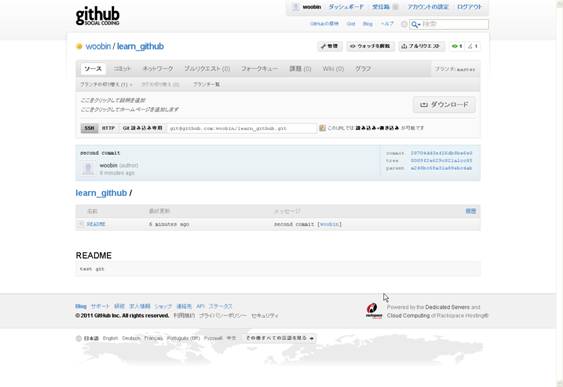 github
SOCIAL CODING
woobin ダッシュボード 受信箱 アカウントの設定 ログアウト
GitHubの探検 Gist Blog ヘルプ 検索
woobin / learn_github
管理 ウォッチを解除 プルリクエスト 1 1
ソース コミット ネットワーク プルリクエスト (0) フォークキュー 課題 (0) Wiki (0) グラフ ブランチ: master
ブランチの切り替え (1) タグの切り替え (0) ブランチ一覧
ここをクリックして説明を追加
ここをクリックしてホームページを追加します
ダウンロード
SSH HTTP Git 読み込み専用 git@github.com:woobin/learn_github.git このURLでは 読み込み+書き込み が可能です
second commit
woobin (author)
6 minutes ago
commit
tree
parent
learn_github /
名前 最終更新 メッセージ 履歴
README 6 minutes ago second commit [woobin]
README
test git
Blog サポート 研修 求人情報 ショップ 連絡先 API ステータス
© 2011 GitHub Inc. All rights reserved. 利用規約 プライバシーポリシー セキュリティ
rackspace
Powered by the Dedicated Servers and
Cloud Computing of Rackspace Hosting®
日本語 English Deutsch Français Português (BR) Русский 中文 その他すべての言語を見る